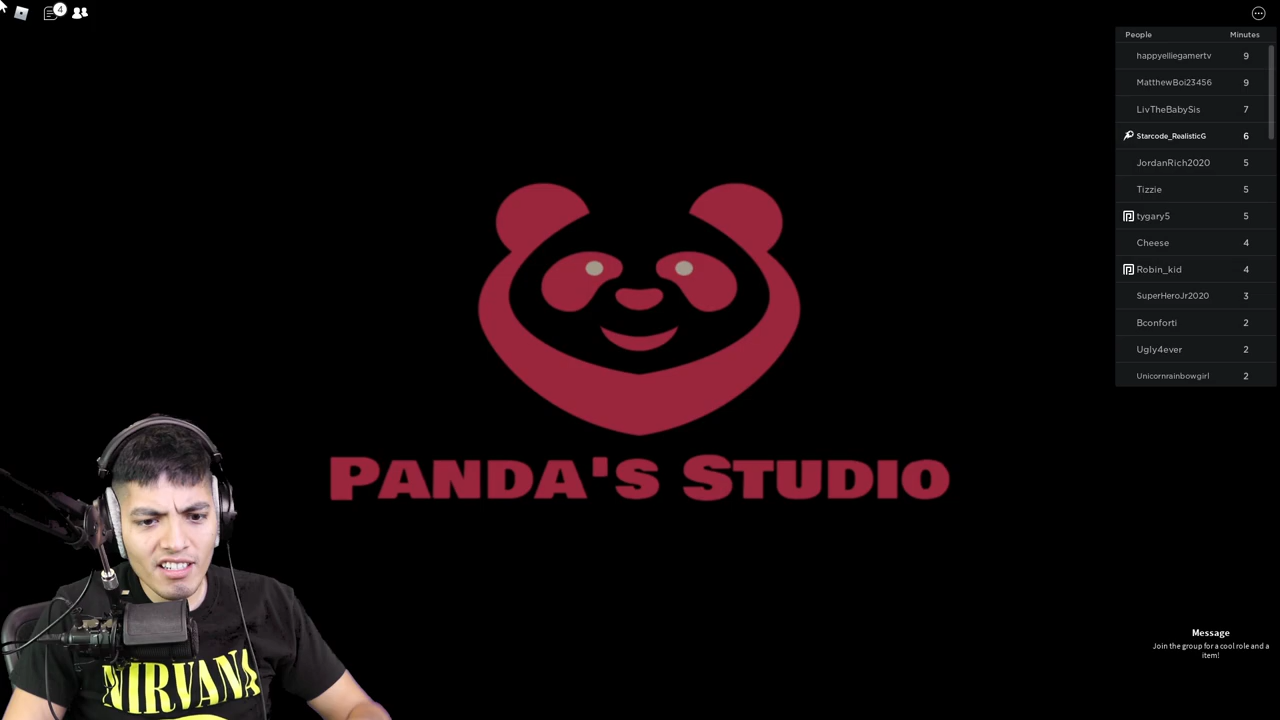 4
People Minutes
happyelliegamertv 9
MatthewBoi23456 9
LivTheBabySis 7
Starcode_RealisticG 6
JordanRich2020 5
Tizzie 5
tygary5 5
Cheese 4
Robin_kid 4
SuperHeroJr2020 3
Bconforti 2
Ugly4ever 2
Unicornrainbowgirl 2
PANDA'S STUDIO
Message
Join the group for a cool role and a
item!
NIRVANA